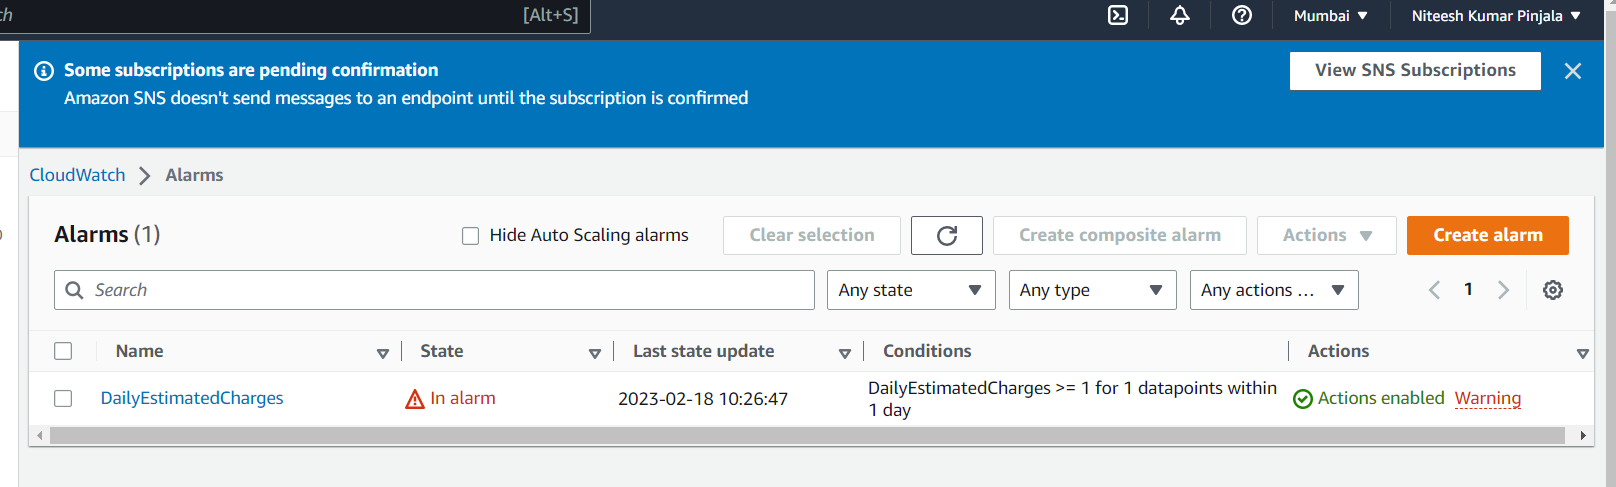 [Alt+S]
Mumbai ▼
Niteesh Kumar Pinjala ▼
Some subscriptions are pending confirmation
Amazon SNS doesn't send messages to an endpoint until the subscription is confirmed
View SNS Subscriptions
CloudWatch > Alarms
Alarms (1)
Hide Auto Scaling alarms
Clear selection
Create composite alarm
Actions ▼
Create alarm
Search
Any state
Any type
Any actions ...
1
Name
State
Last state update
Conditions
Actions
DailyEstimatedCharges
In alarm
2023-02-18 10:26:47
DailyEstimatedCharges >= 1 for 1 datapoints within
1 day
Actions enabled
Warning